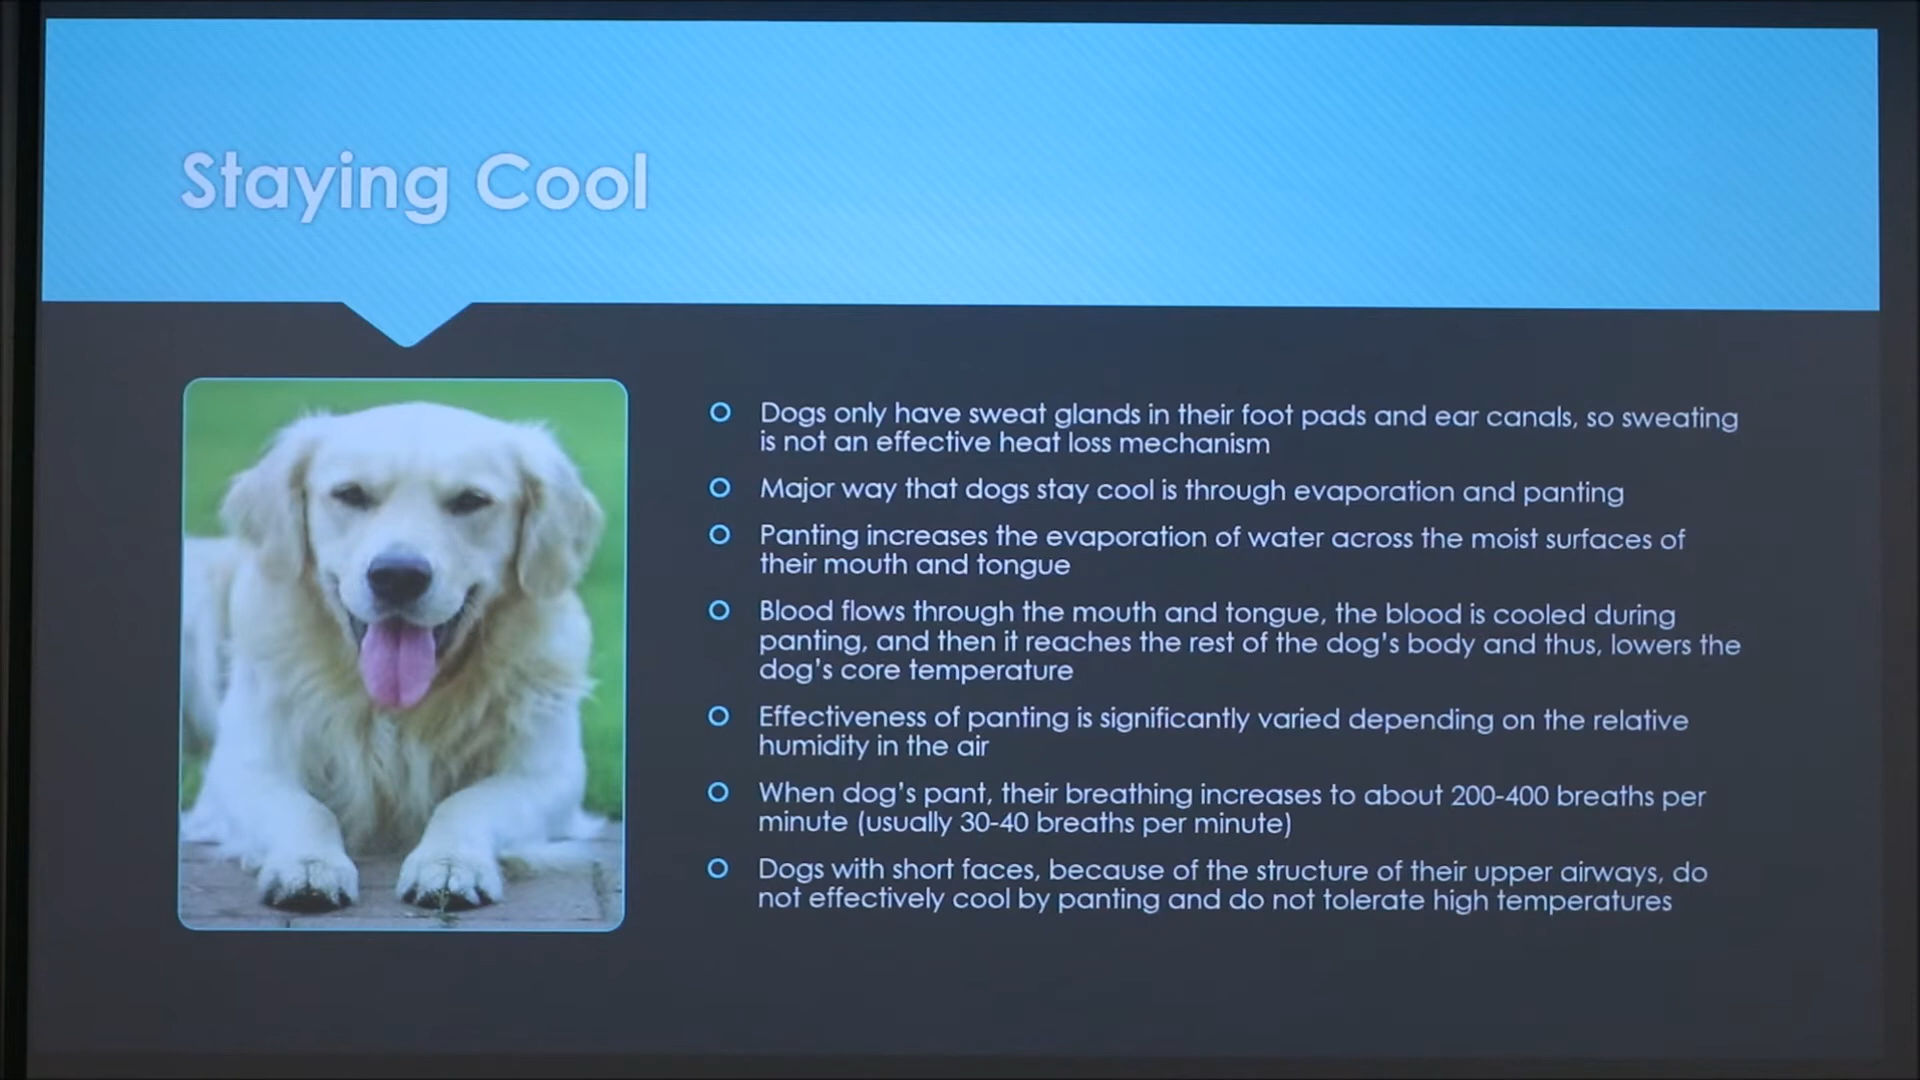 Staying Cool
Dogs only have sweat glands in their foot pads and ear canals, so sweating
is not an effective heat loss mechanism
Major way that dogs stay cool is through evaporation and panting
Panting increases the evaporation of water across the moist surfaces of
their mouth and tongue
Blood flows through the mouth and tongue, the blood is cooled during
panting, and then it reaches the rest of the dog's body and thus, lowers the
dog's core temperature
Effectiveness of panting is significantly varied depending on the relative
humidity in the air
When dog's pant, their breathing increases to about 200-400 breaths per
minute (usually 30-40 breaths per minute)
Dogs with short faces, because of the structure of their upper airways, do
not effectively cool by panting and do not tolerate high temperatures